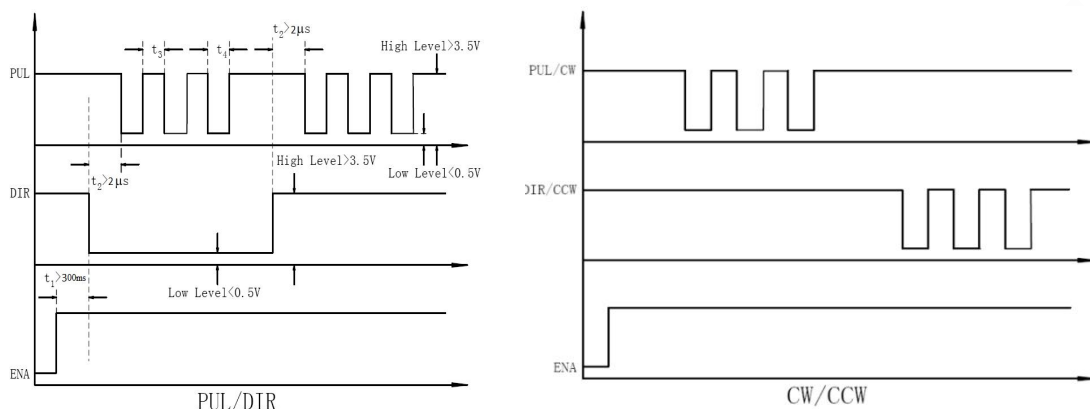 t₂>2μs
t₃
t₄
High Level>3.5V
PUL
High Level>3.5V
Low Level<0.5V
t₂>2μs
DIR
t₁>300ms
Low Level<0.5V
ENA
PUL/DIR
PUL/CW
DIR/CCW
ENA
CW/CCW